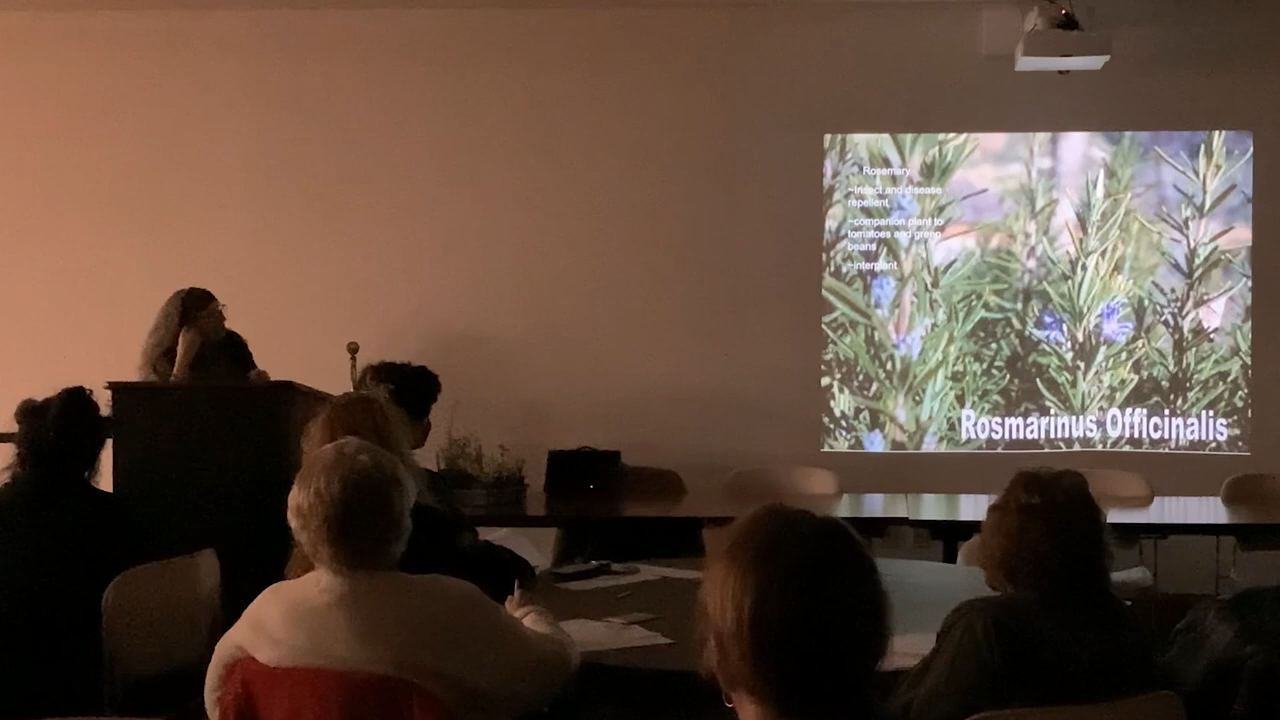 Rosemary
~Insect and disease
repellent
~companion plant to
tomatoes and green
beans
~interplant
Rosmarinus Officinalis